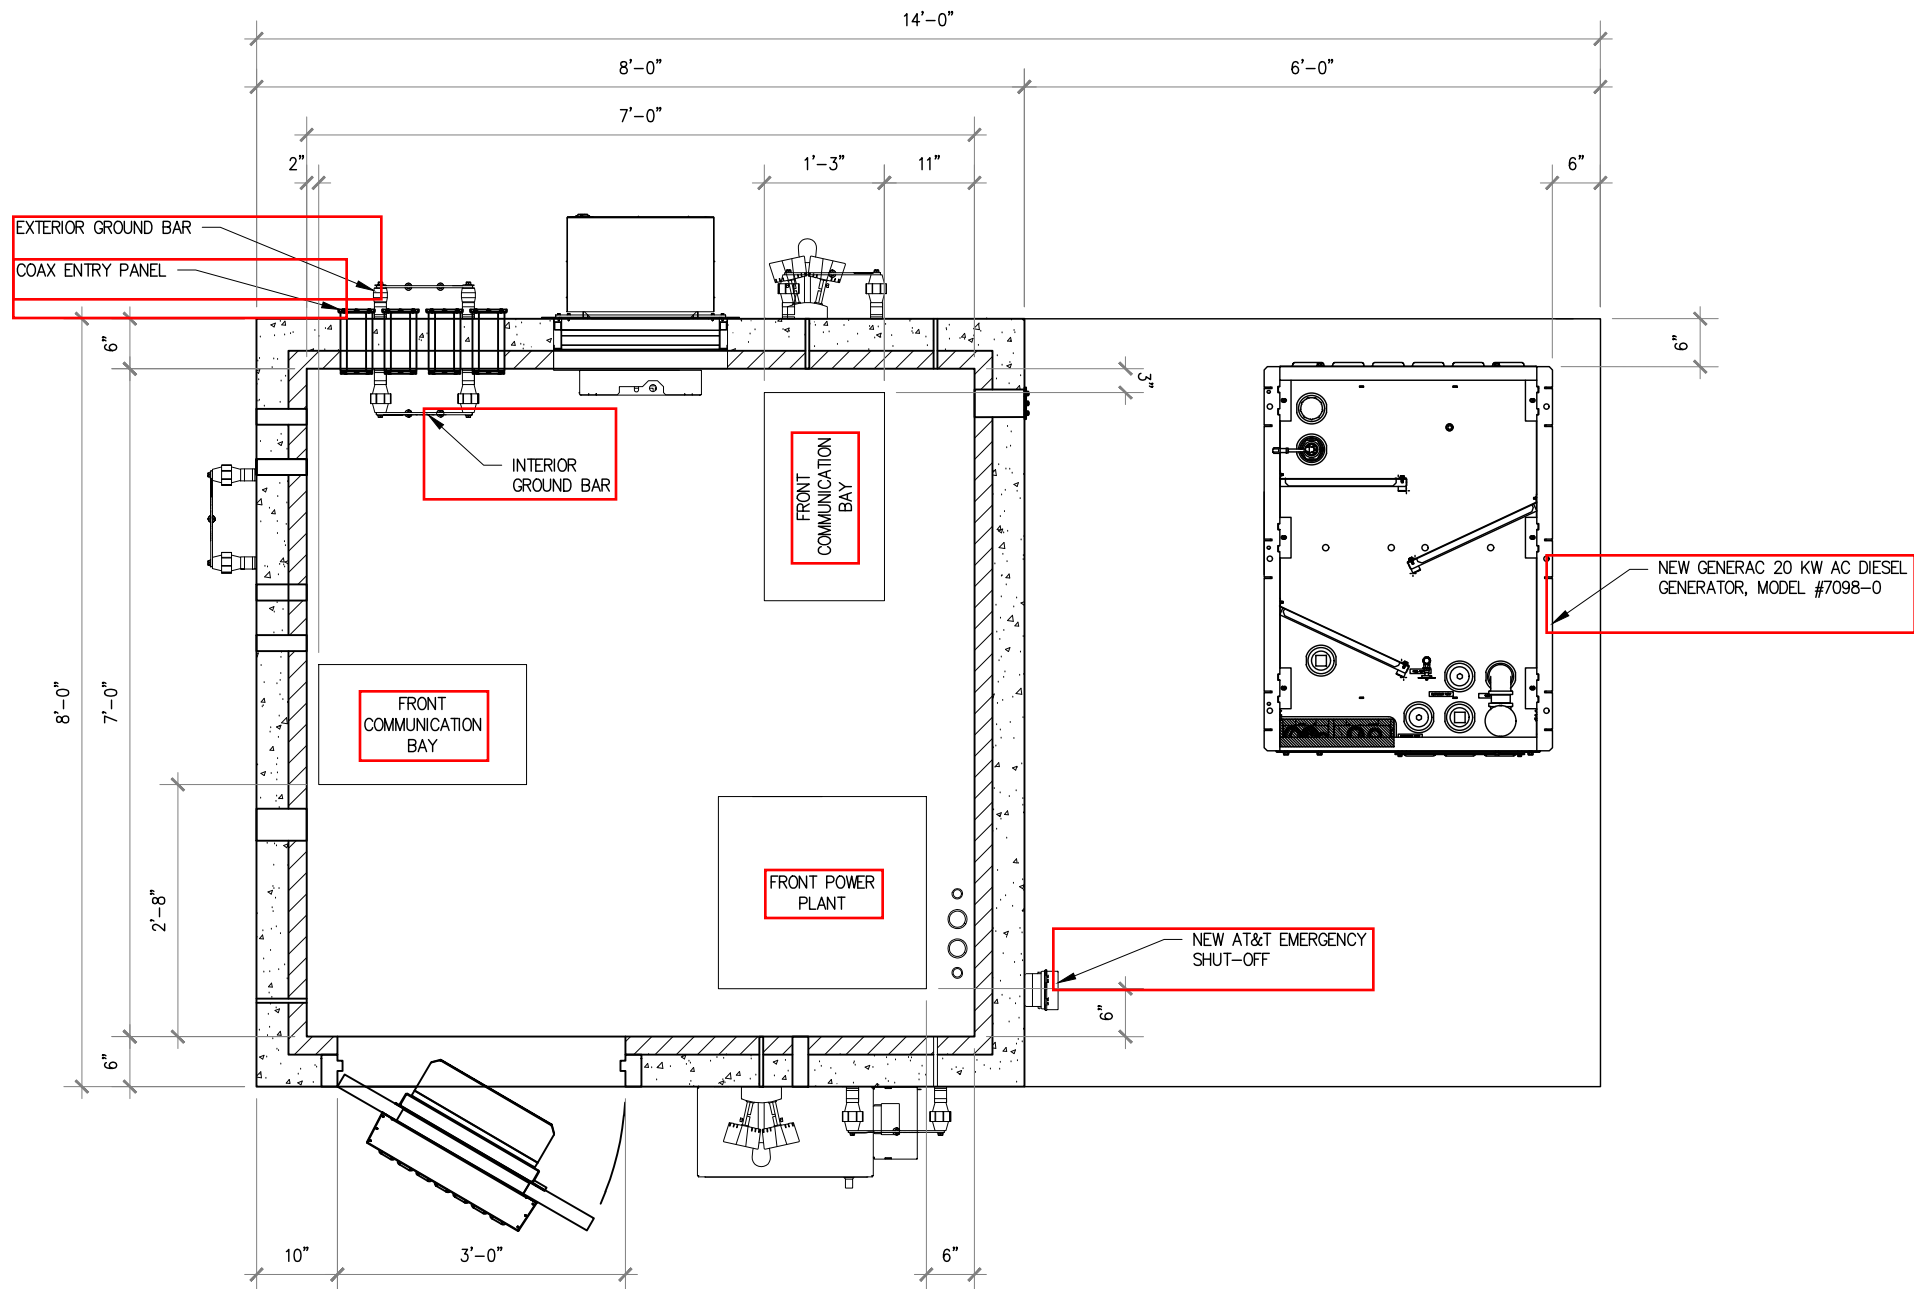 14'-0"
8'-0"
6'-0"
7'-0"
2"
1'-3"
11"
6"
EXTERIOR GROUND BAR
COAX ENTRY PANEL
6"
6"
3"
INTERIOR
GROUND BAR
FRONT
COMMUNICATION
BAY
NEW GENERAC 20 KW AC DIESEL
GENERATOR, MODEL #7098-0
8'-0"
7'-0"
FRONT
COMMUNICATION
BAY
2'-8"
FRONT POWER
PLANT
NEW AT&T EMERGENCY
SHUT-OFF
6"
6"
10"
3'-0"
6"